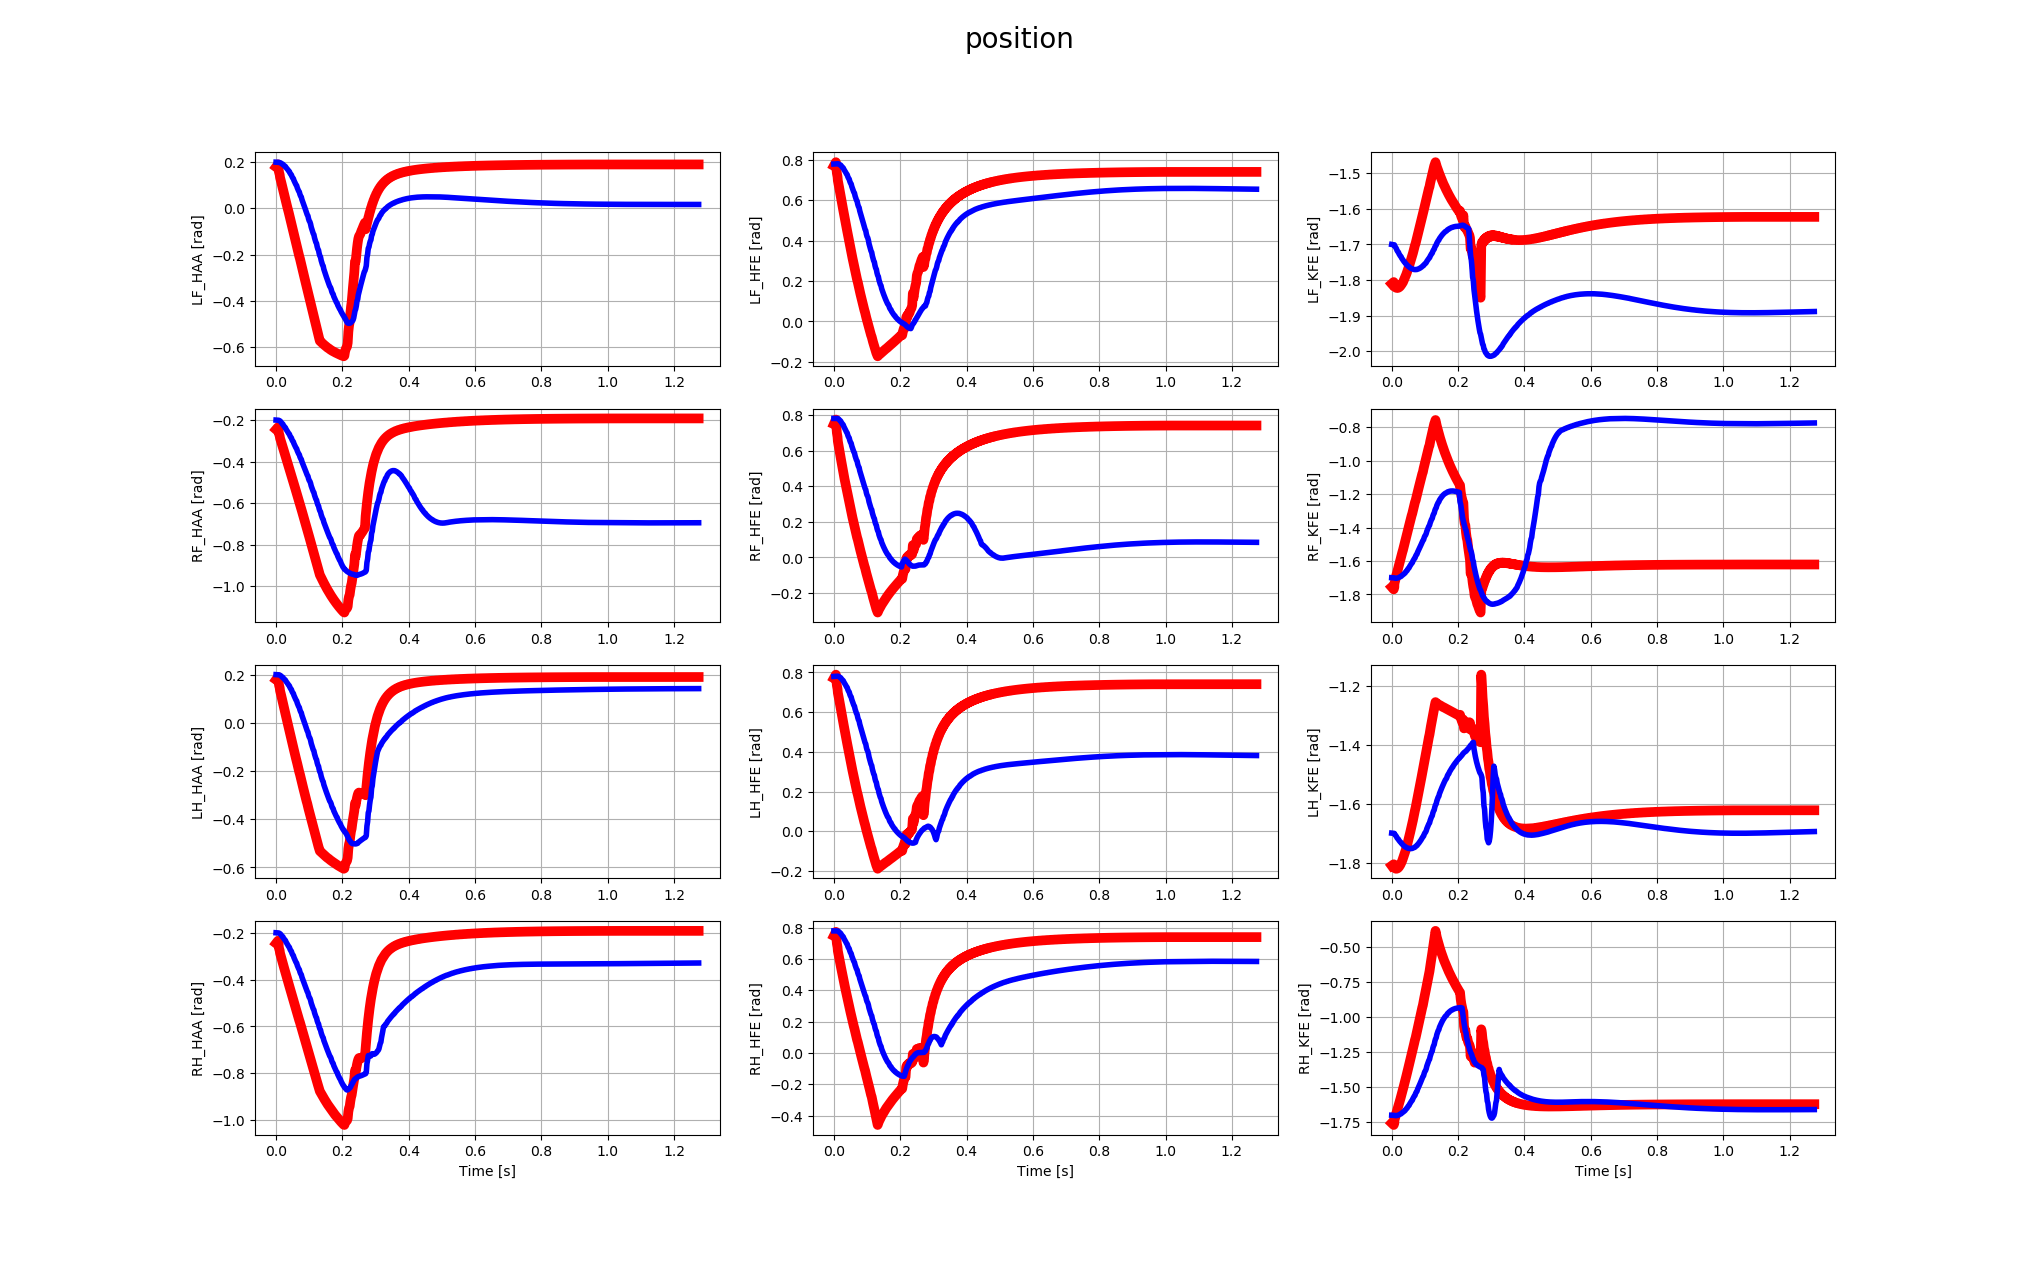 position
LF_HAA [rad]
0.2
0.0
−0.2
−0.4
−0.6
0.0 0.2 0.4 0.6 0.8 1.0 1.2
LF_HFE [rad]
0.8
0.6
0.4
0.2
0.0
−0.2
0.0 0.2 0.4 0.6 0.8 1.0 1.2
LF_KFE [rad]
−1.5
−1.6
−1.7
−1.8
−1.9
−2.0
0.0 0.2 0.4 0.6 0.8 1.0 1.2
RF_HAA [rad]
−0.2
−0.4
−0.6
−0.8
−1.0
0.0 0.2 0.4 0.6 0.8 1.0 1.2
RF_HFE [rad]
0.8
0.6
0.4
0.2
0.0
−0.2
0.0 0.2 0.4 0.6 0.8 1.0 1.2
RF_KFE [rad]
−0.8
−1.0
−1.2
−1.4
−1.6
−1.8
0.0 0.2 0.4 0.6 0.8 1.0 1.2
LH_HAA [rad]
0.2
0.0
−0.2
−0.4
−0.6
0.0 0.2 0.4 0.6 0.8 1.0 1.2
LH_HFE [rad]
0.8
0.6
0.4
0.2
0.0
−0.2
0.0 0.2 0.4 0.6 0.8 1.0 1.2
LH_KFE [rad]
−1.2
−1.4
−1.6
−1.8
0.0 0.2 0.4 0.6 0.8 1.0 1.2
RH_HAA [rad]
−0.2
−0.4
−0.6
−0.8
−1.0
0.0 0.2 0.4 0.6 0.8 1.0 1.2
Time [s]
RH_HFE [rad]
0.8
0.6
0.4
0.2
0.0
−0.2
−0.4
0.0 0.2 0.4 0.6 0.8 1.0 1.2
Time [s]
RH_KFE [rad]
−0.50
−0.75
−1.00
−1.25
−1.50
−1.75
0.0 0.2 0.4 0.6 0.8 1.0 1.2
Time [s]